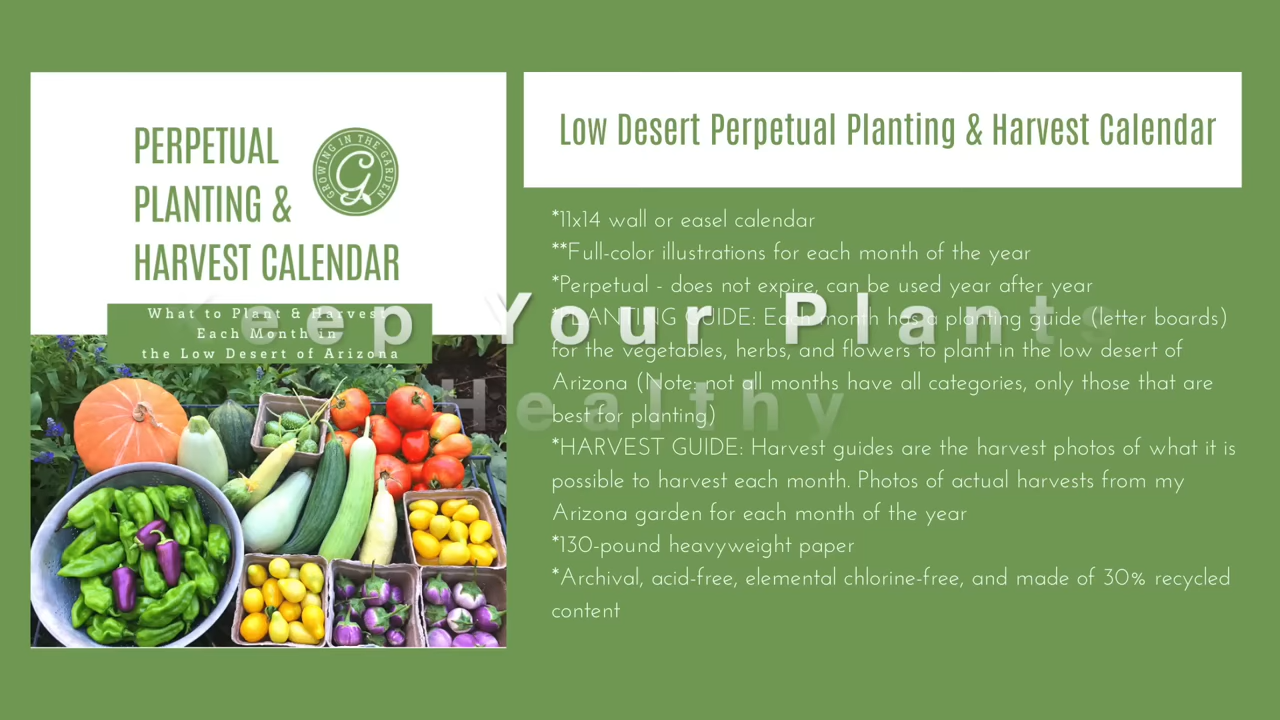 PERPETUAL
PLANTING &
HARVEST CALENDAR
GROWING IN THE GARDEN
G
What to Plant & Harvest
Each Month in
the Low Desert of Arizona
Low Desert Perpetual Planting & Harvest Calendar
*11x14 wall or easel calendar
**Full-color illustrations for each month of the year
*Perpetual - does not expire, can be used year after year
*PLANTING GUIDE: Each month has a planting guide (letter boards)
for the vegetables, herbs, and flowers to plant in the low desert of
Arizona (Note: not all months have all categories, only those that are
best for planting)
*HARVEST GUIDE: Harvest guides are the harvest photos of what it is
possible to harvest each month. Photos of actual harvests from my
Arizona garden for each month of the year
*130-pound heavyweight paper
*Archival, acid-free, elemental chlorine-free, and made of 30% recycled
content
Keep Your Plants
Healthy